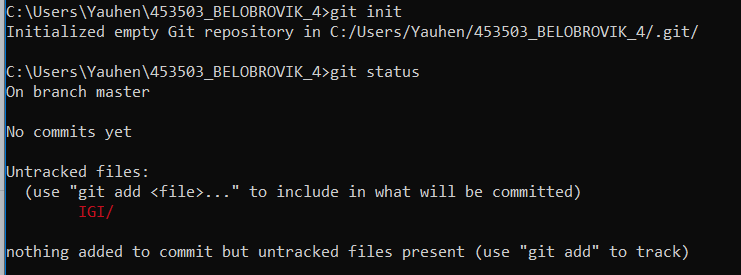 C:\Users\Yauhen\453503_BELOBROVIK_4>git init
Initialized empty Git repository in C:/Users/Yauhen/453503_BELOBROVIK_4/.git/
C:\Users\Yauhen\453503_BELOBROVIK_4>git status
On branch master
No commits yet
Untracked files:
(use "git add <file>..." to include in what will be committed)
IGI/
nothing added to commit but untracked files present (use "git add" to track)